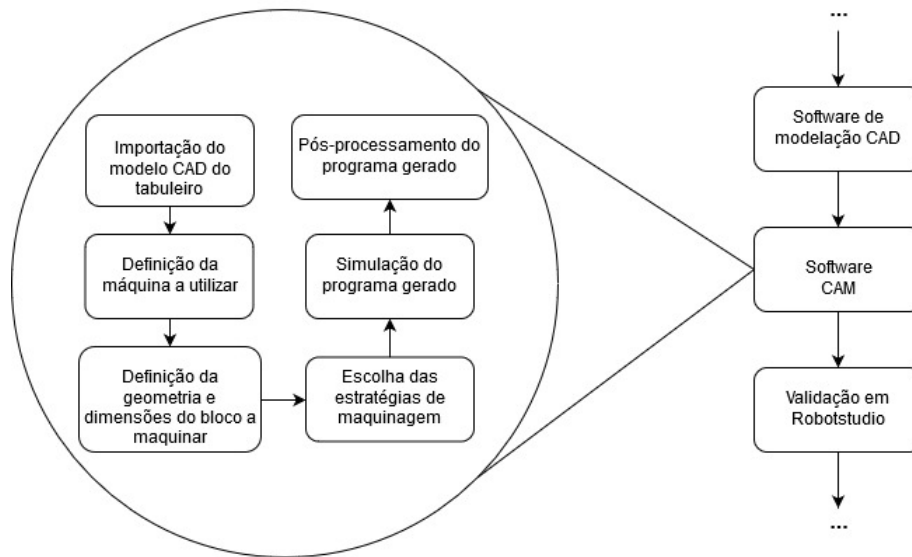 Importação do
modelo CAD do
tabuleiro
Definição da
máquina a utilizar
Definição da
geometria e
dimensões do bloco a
maquinar
Escolha das
estratégias de
maquinagem
Simulação do
programa gerado
Pós-processamento do
programa gerado
...
Software de
modelação CAD
Software
CAM
Validação em
Robotstudio
...